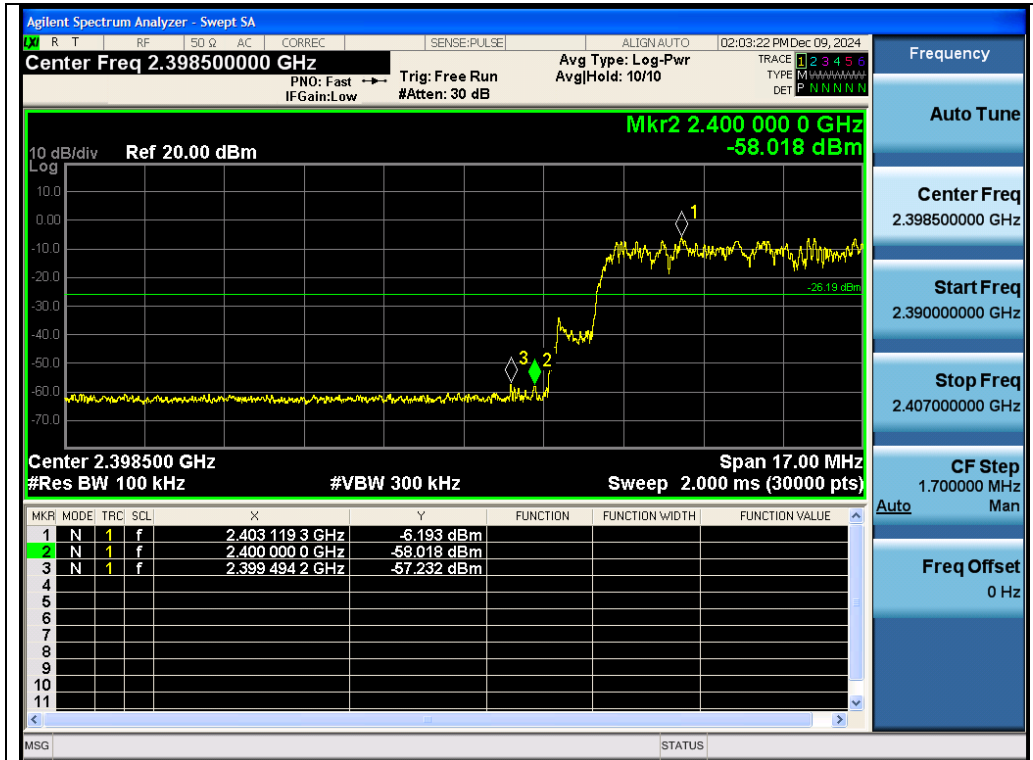 Agilent Spectrum Analyzer - Swept SA
LXI R T RF 50 Ω AC CORREC SENSE:PULSE ALIGN AUTO 02:03:22 PM Dec 09, 2024
Center Freq 2.398500000 GHz
PNO: Fast
IFGain:Low
Trig: Free Run
#Atten: 30 dB
Avg Type: Log-Pwr
Avg|Hold: 10/10
TRACE 1 2 3 4 5 6
TYPE M WWWWW
DET P N N N N N
Mkr2 2.400 000 0 GHz
-58.018 dBm
10 dB/div Ref 20.00 dBm
Log
10.0
0.00
-10.0
-20.0
-30.0
-40.0
-50.0
-60.0
-70.0
1
-26.19 dBm
3 2
Center 2.398500 GHz Span 17.00 MHz
#Res BW 100 kHz #VBW 300 kHz Sweep 2.000 ms (30000 pts)
MKR MODE TRC SCL X Y FUNCTION FUNCTION WIDTH FUNCTION VALUE
1 N 1 f 2.403 119 3 GHz -6.193 dBm
2 N 1 f 2.400 000 0 GHz -58.018 dBm
3 N 1 f 2.399 494 2 GHz -57.232 dBm
4
5
6
7
8
9
10
11
MSG STATUS
Frequency
Auto Tune
Center Freq
2.398500000 GHz
Start Freq
2.390000000 GHz
Stop Freq
2.407000000 GHz
CF Step
1.700000 MHz
Auto Man
Freq Offset
0 Hz